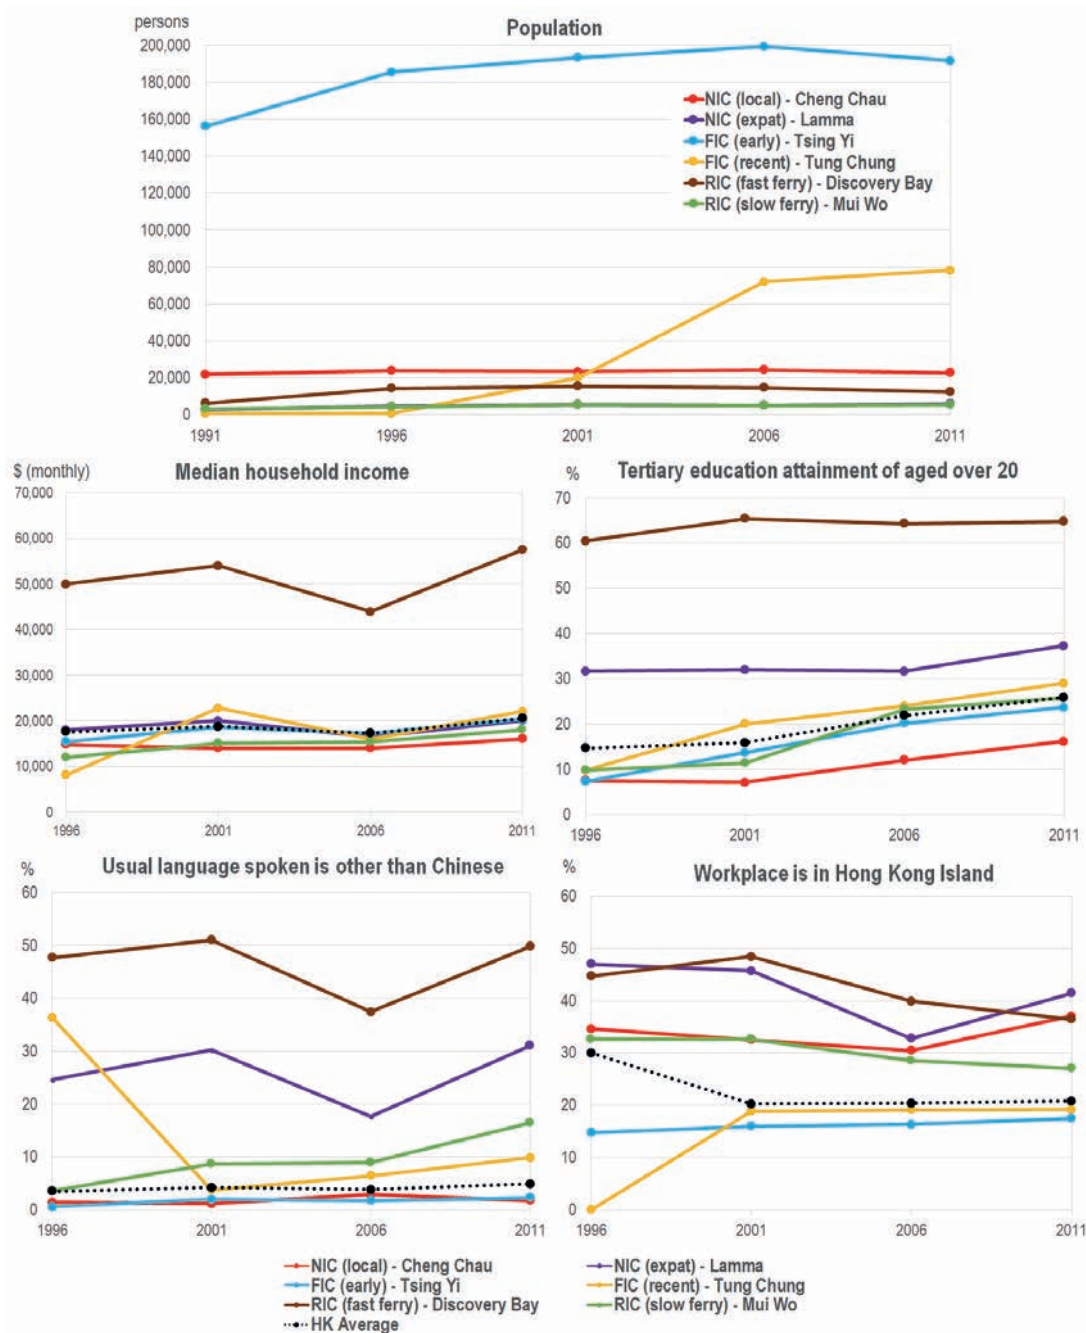 Population
persons
200,000
180,000
160,000
140,000
120,000
100,000
80,000
60,000
40,000
20,000
0
1991 1996 2001 2006 2011
NIC (local) - Cheng Chau
NIC (expat) - Lamma
FIC (early) - Tsing Yi
FIC (recent) - Tung Chung
RIC (fast ferry) - Discovery Bay
RIC (slow ferry) - Mui Wo
Median household income
$ (monthly)
70,000
60,000
50,000
40,000
30,000
20,000
10,000
0
1996 2001 2006 2011
Tertiary education attainment of aged over 20
%
70
60
50
40
30
20
10
0
1996 2001 2006 2011
Usual language spoken is other than Chinese
%
60
50
40
30
20
10
0
1996 2001 2006 2011
Workplace is in Hong Kong Island
%
60
50
40
30
20
10
0
1996 2001 2006 2011
NIC (local) - Cheng Chau
NIC (expat) - Lamma
FIC (early) - Tsing Yi
FIC (recent) - Tung Chung
RIC (fast ferry) - Discovery Bay
RIC (slow ferry) - Mui Wo
HK Average